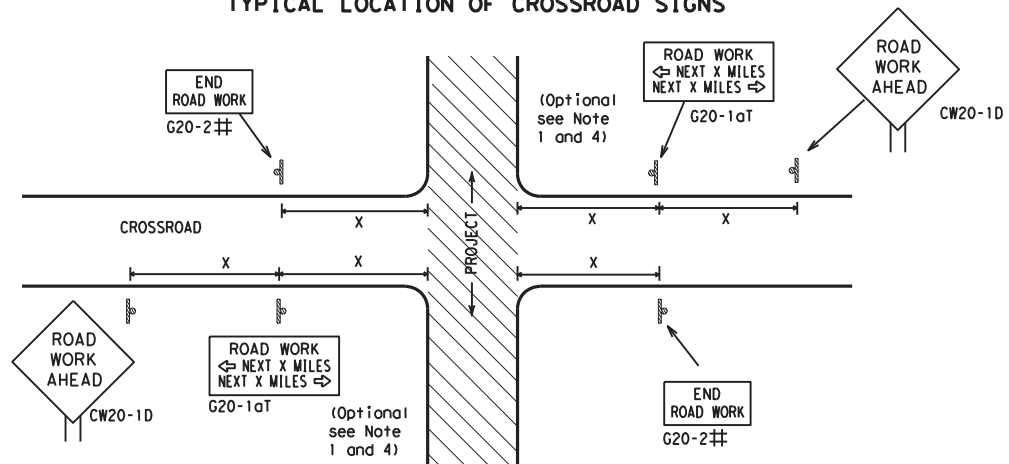 TYPICAL LOCATION OF CROSSROAD SIGNS
END
ROAD WORK
G20-2#
(Optional
see Note
1 and 4)
ROAD WORK
⇦ NEXT X MILES
NEXT X MILES ⇨
G20-1aT
ROAD
WORK
AHEAD
CW20-1D
X
X
X
CROSSROAD
PROJECT
X
X
X
ROAD
WORK
AHEAD
CW20-1D
ROAD WORK
⇦ NEXT X MILES
NEXT X MILES ⇨
G20-1aT
(Optional
see Note
1 and 4)
END
ROAD WORK
G20-2#